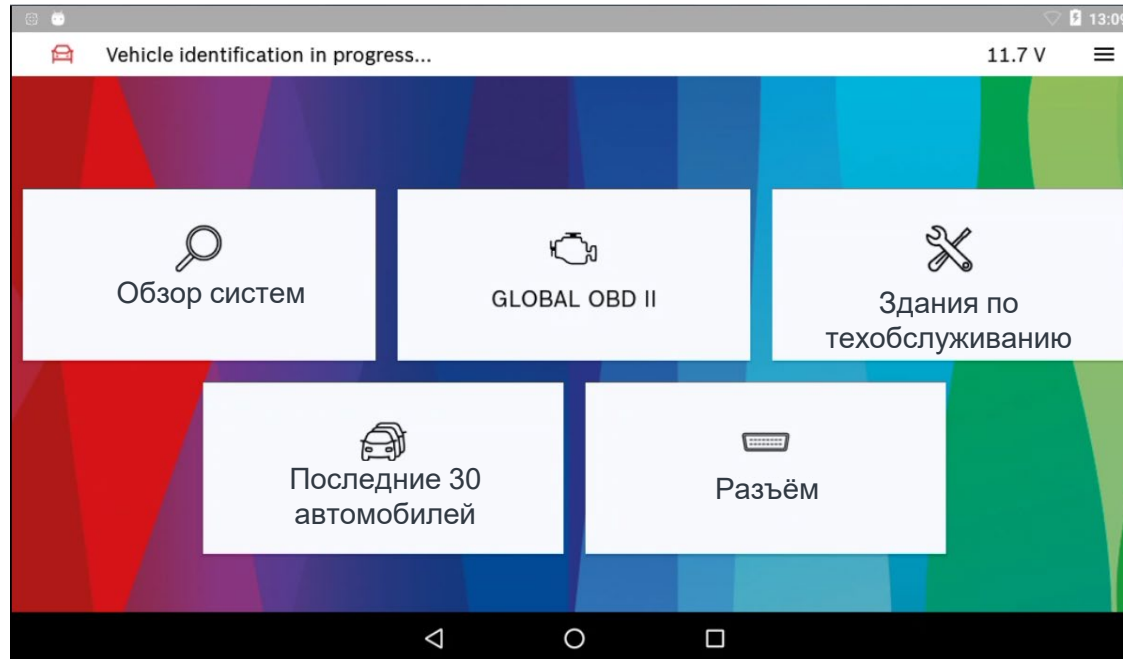 13:09
Vehicle identification in progress...
11.7 V
Обзор систем
GLOBAL OBD II
Здания по
техобслуживанию
Последние 30
автомобилей
Разъём